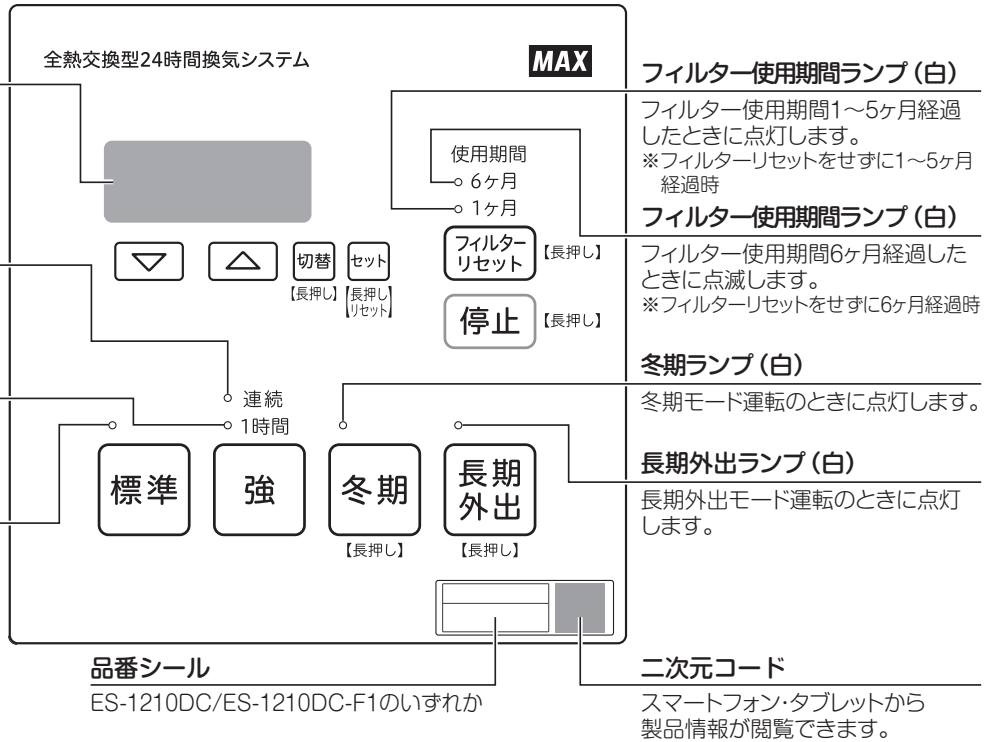 全熱交換型24時間換気システム
MAX
使用期間
6ヶ月
1ヶ月
切替
セット
【長押し】
【長押し
リセット】
フィルター
リセット
【長押し】
停止
【長押し】
連続
1時間
標準
強
冬期
【長押し】
長期
外出
【長押し】
フィルター使用期間ランプ（白）
フィルター使用期間1〜5ヶ月経過
したときに点灯します。
※フィルターリセットをせずに1〜5ヶ月
経過時
フィルター使用期間ランプ（白）
フィルター使用期間6ヶ月経過した
ときに点滅します。
※フィルターリセットをせずに6ヶ月経過時
冬期ランプ（白）
冬期モード運転のときに点灯します。
長期外出ランプ（白）
長期外出モード運転のときに点灯
します。
品番シール
ES-1210DC/ES-1210DC-F1のいずれか
二次元コード
スマートフォン・タブレットから
製品情報が閲覧できます。